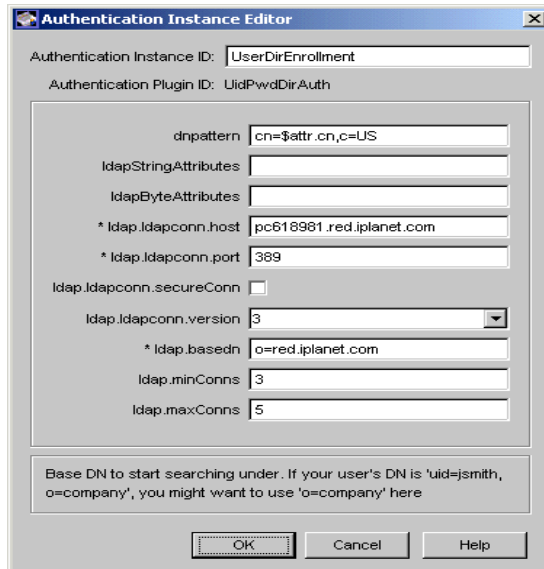 Authentication Instance Editor
Authentication Instance ID: UserDirEnrollment
Authentication Plugin ID: UidPwdDirAuth
dnpattern cn=$attr.cn,c=US
ldapStringAttributes
ldapByteAttributes
* ldap.ldapconn.host pc618981.red.iplanet.com
* ldap.ldapconn.port 389
ldap.ldapconn.secureConn
ldap.ldapconn.version 3
* ldap.basedn o=red.iplanet.com
ldap.minConns 3
ldap.maxConns 5
Base DN to start searching under. If your user's DN is 'uid=jsmith,
o=company', you might want to use 'o=company' here
OK Cancel Help